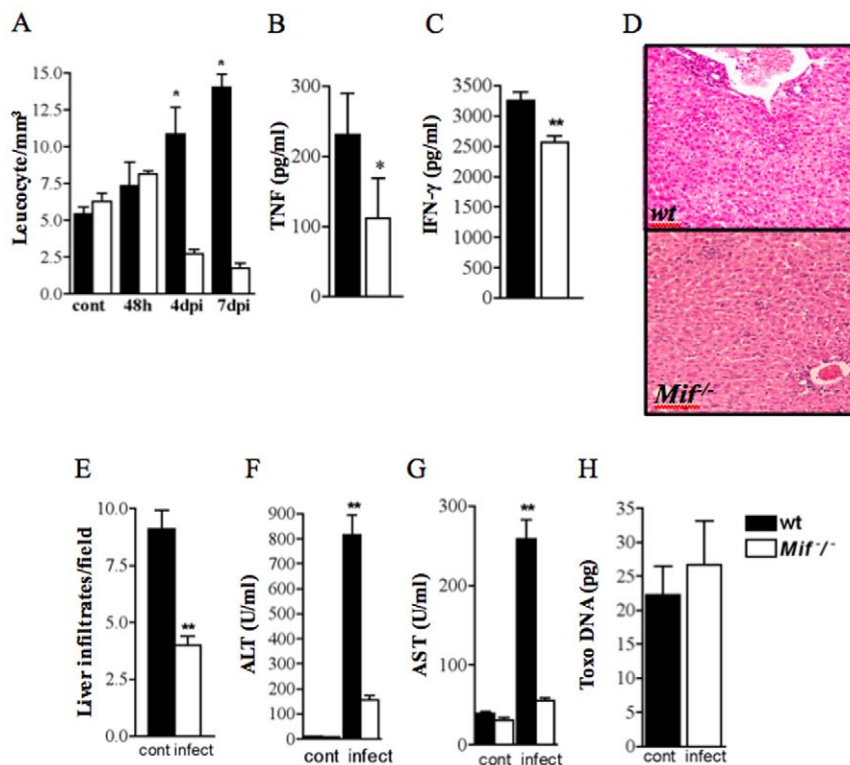 A
Leucocyte/mm³
15.0
12.5
10.0
7.5
5.0
2.5
0.0
*
*
cont 48h 4dpi 7dpi
B
TNF (pg/ml)
300
200
100
0
*
C
IFN-γ (pg/ml)
3500
3000
2500
2000
1500
1000
500
0
**
D
wt
Mif-/-
E
Liver infiltrates/field
10.0
7.5
5.0
2.5
0.0
**
cont infect
F
ALT (U/ml)
900
800
700
600
500
400
300
200
100
0
**
cont infect
G
AST (U/ml)
300
200
100
0
**
cont infect
H
Toxo DNA (pg)
35
30
25
20
15
10
5
0
cont infect
wt
Mif-/-